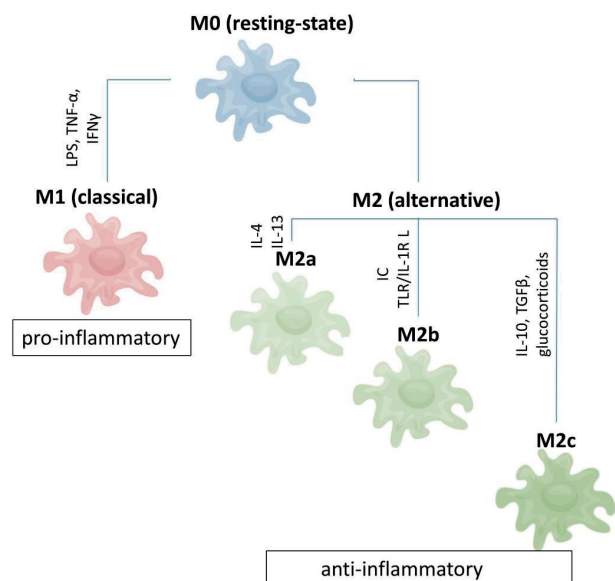 M0 (resting-state)
LPS, TNF-α,
IFNγ
M1 (classical)
pro-inflammatory
M2 (alternative)
IL-4
IL-13
M2a
IC
TLR/IL-1R L
M2b
IL-10, TGFβ,
glucocorticoids
M2c
anti-inflammatory